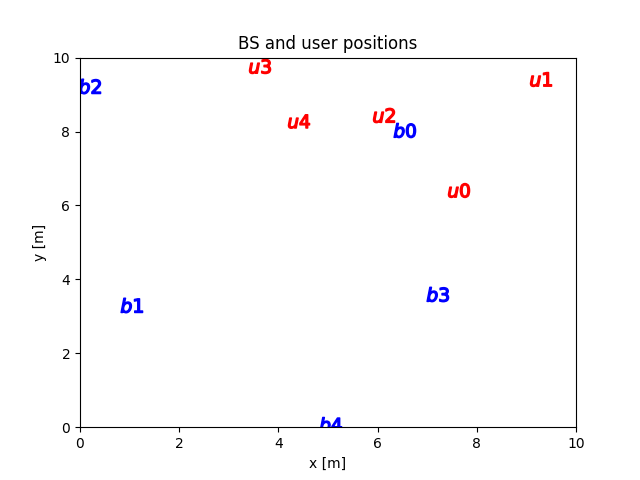 BS and user positions
10
8
6
4
2
0
y [m]
u3
u1
b2
u4
u2
b0
u0
b3
b1
b4
0 2 4 6 8 10
x [m]